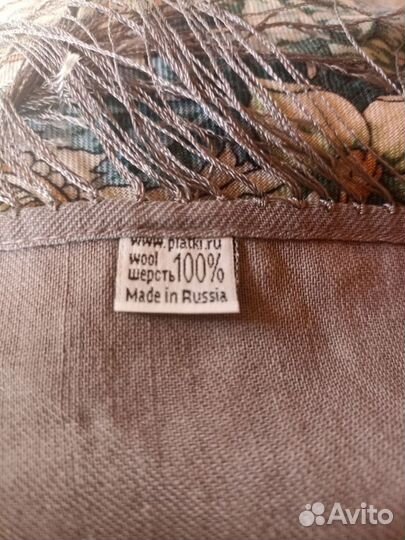 www.platki.ru
wool
шерсть 100%
Made in Russia
Avito